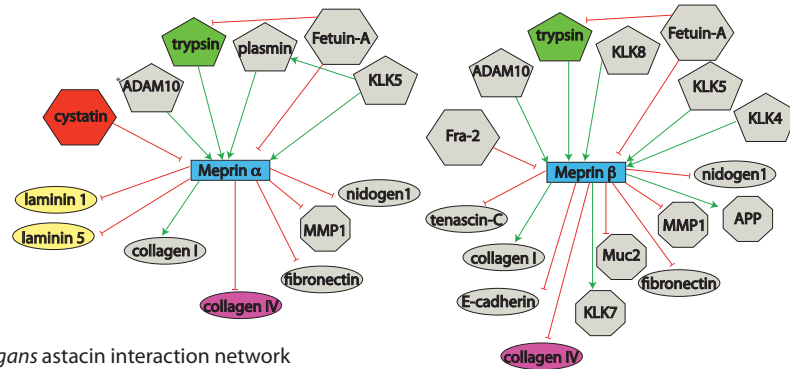 Fetuin-A
trypsin
plasmin
KLK5
ADAM10
cystatin
Meprin α
laminin 1
laminin 5
collagen I
collagen IV
fibronectin
MMP1
nidogen1
Fetuin-A
trypsin
KLK8
ADAM10
KLK5
KLK4
Fra-2
Meprin β
nidogen1
tenascin-C
collagen I
E-cadherin
collagen IV
KLK7
Muc2
fibronectin
MMP1
APP
gans astacin interaction network